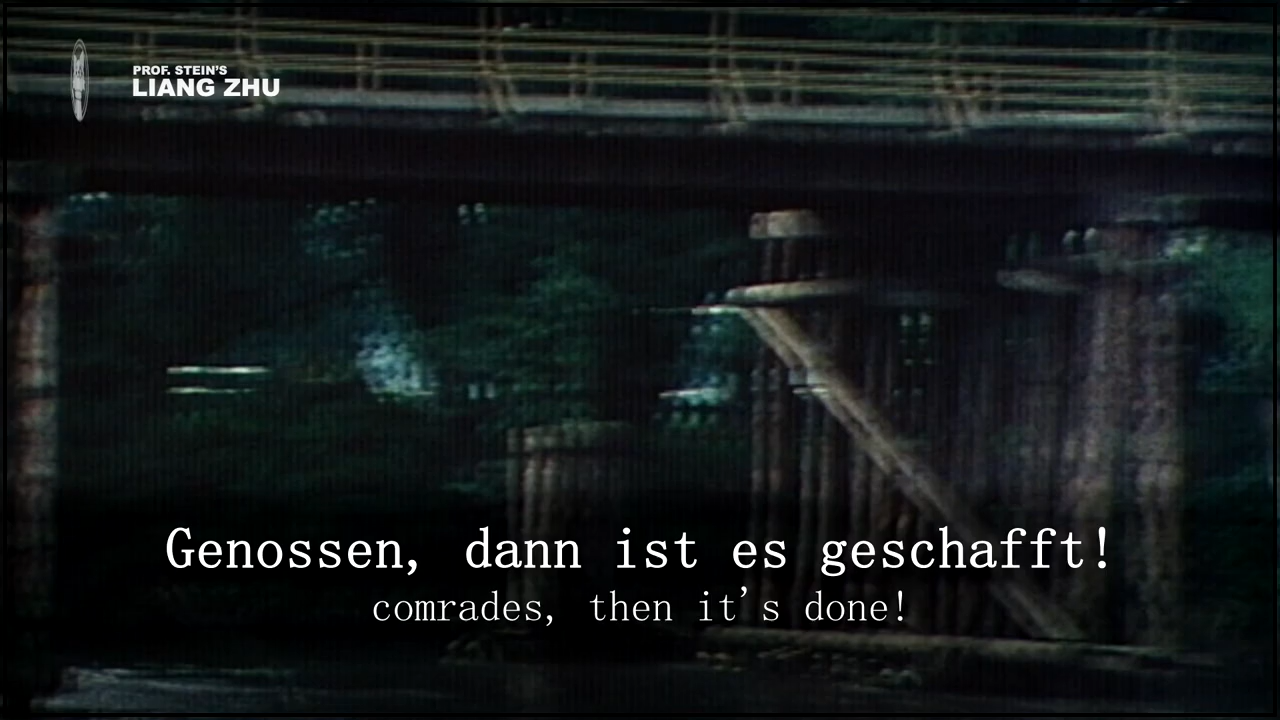 PROF. STEIN'S
LIANG ZHU
Genossen, dann ist es geschafft!
comrades, then it's done!